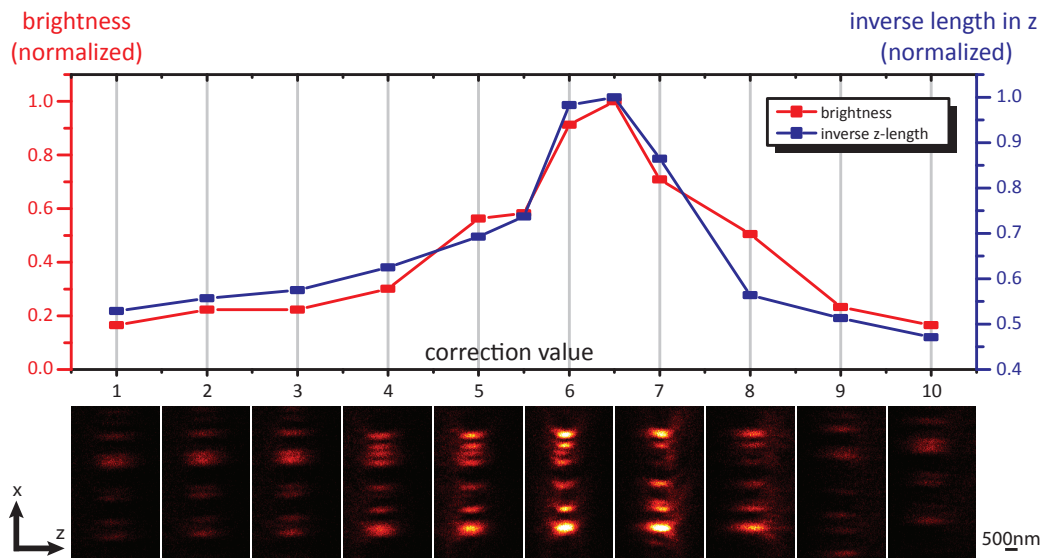 brightness
(normalized)
inverse length in z
(normalized)
1.0
0.8
0.6
0.4
0.2
0.0
1.0
0.9
0.8
0.7
0.6
0.5
0.4
brightness
inverse z-length
correction value
1 2 3 4 5 6 7 8 9 10
x
z
500nm